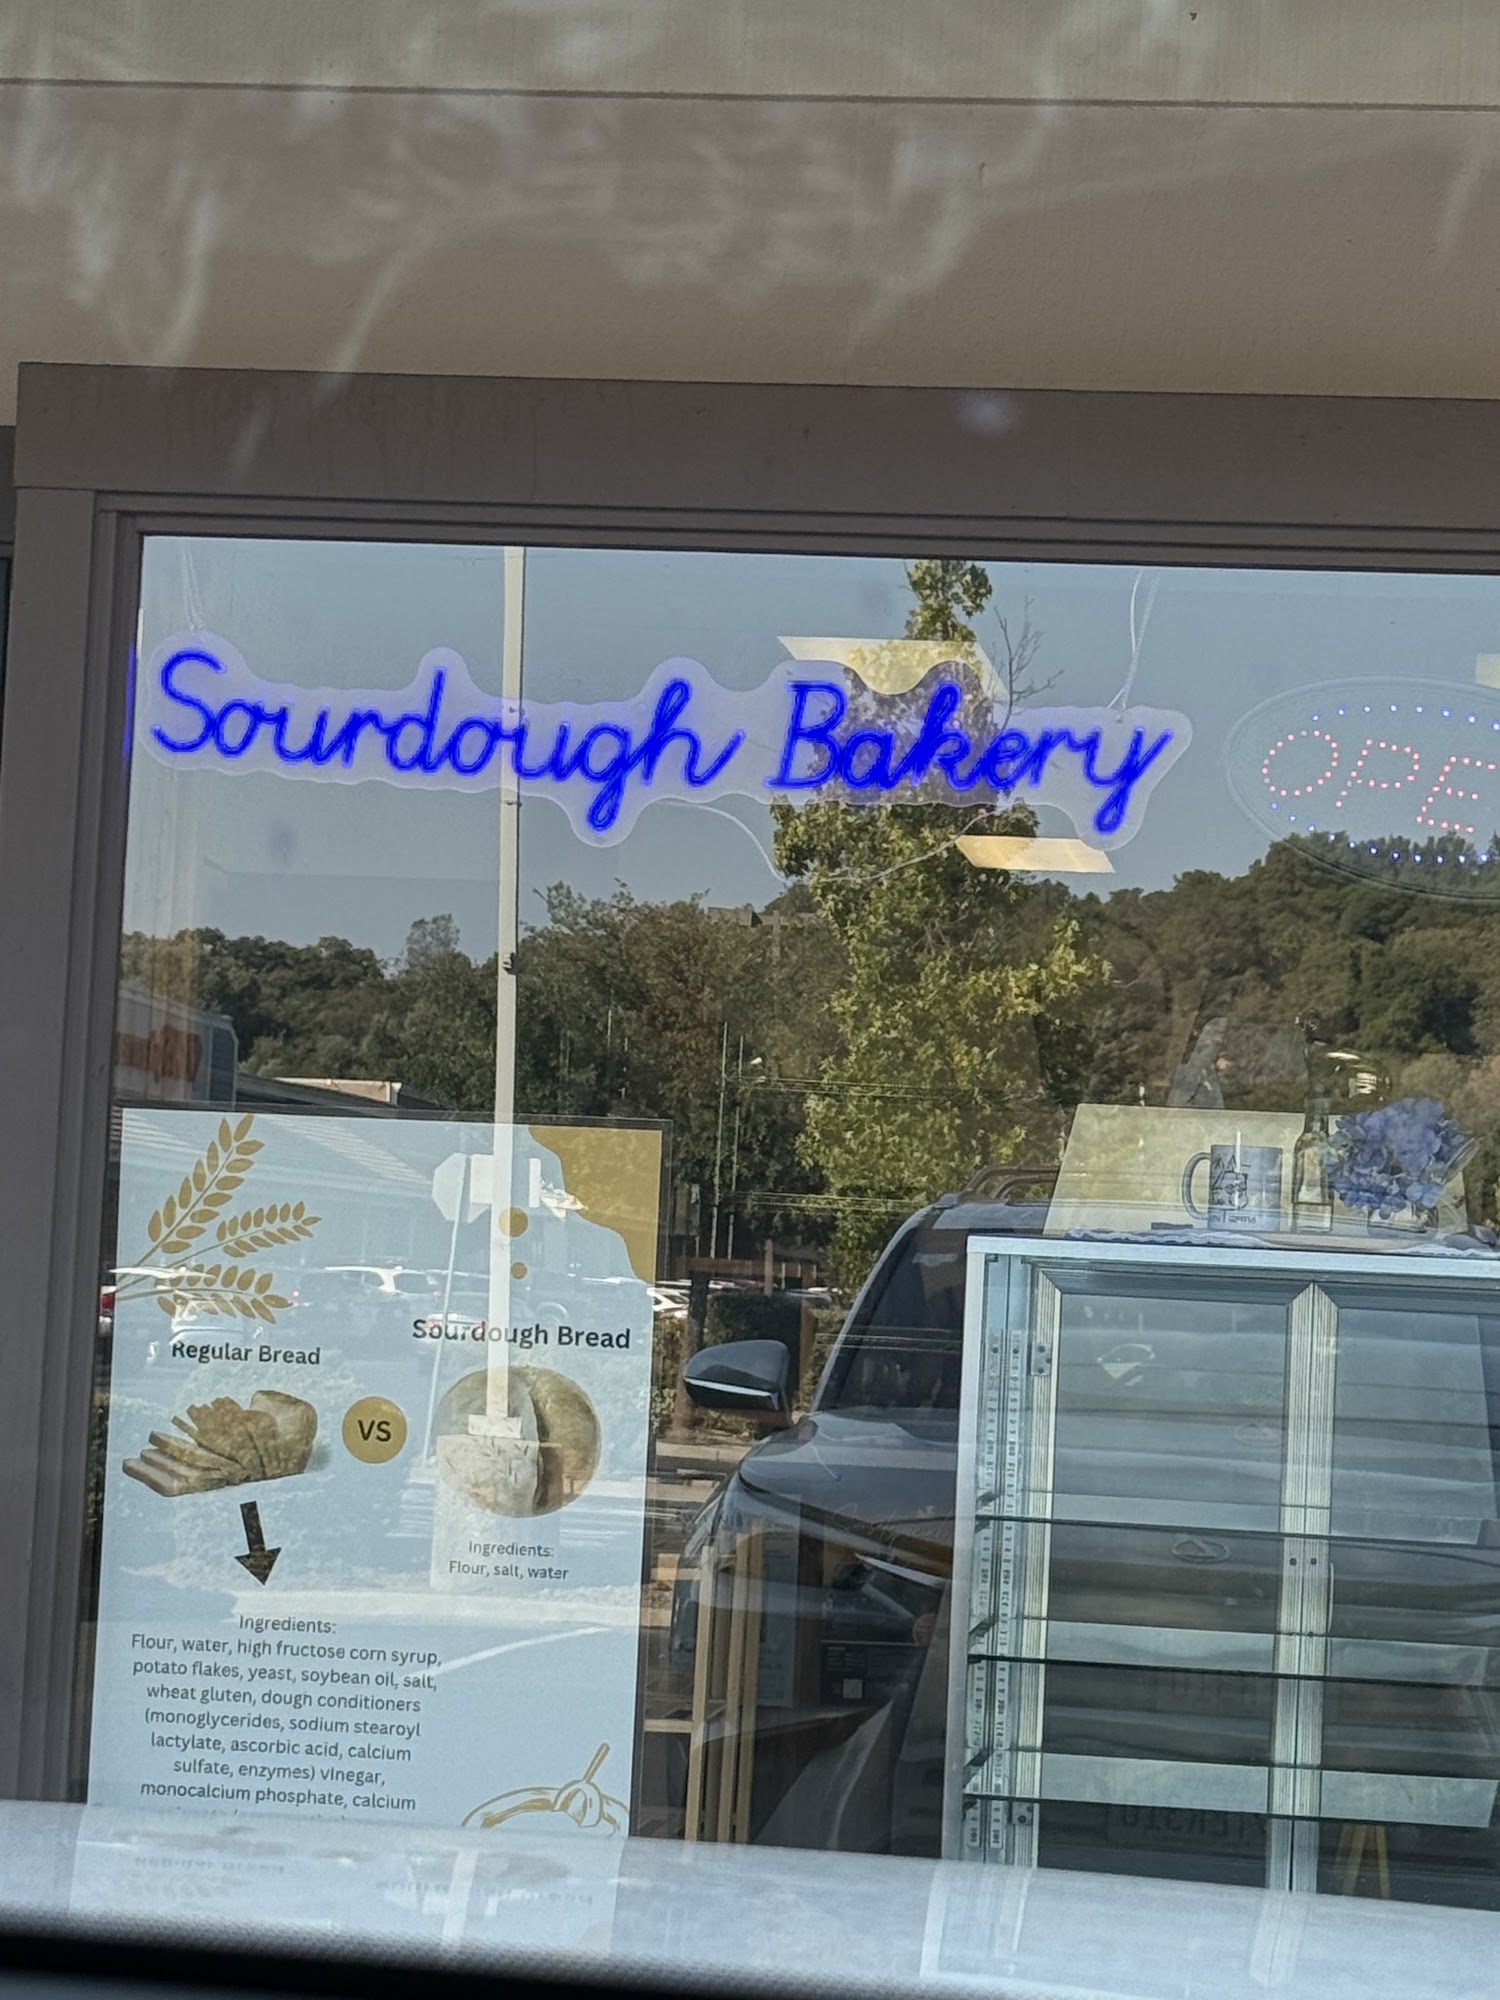 Sourdough Bakery
OPE
Sourdough Bread
Regular Bread
VS
Ingredients:
Flour, salt, water
Ingredients:
Flour, water, high fructose corn syrup,
potato flakes, yeast, soybean oil, salt,
wheat gluten, dough conditioners
(monoglycerides, sodium stearoyl
lactylate, ascorbic acid, calcium
sulfate, enzymes) vinegar,
monocalcium phosphate, calcium